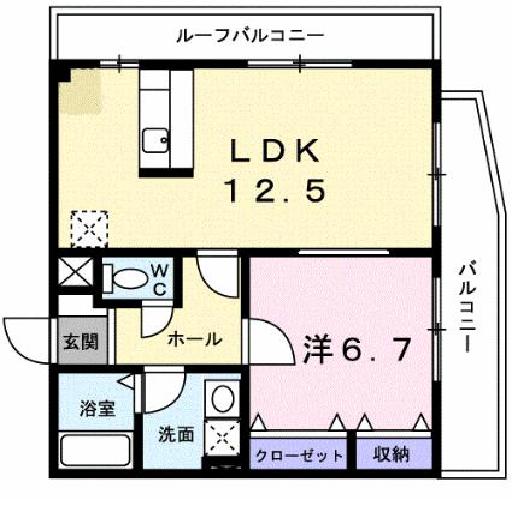 ルーフバルコニー
LDK
12.5
バルコニー
WC
ホール
玄関
洋6.7
浴室
洗面
クローゼット
収納